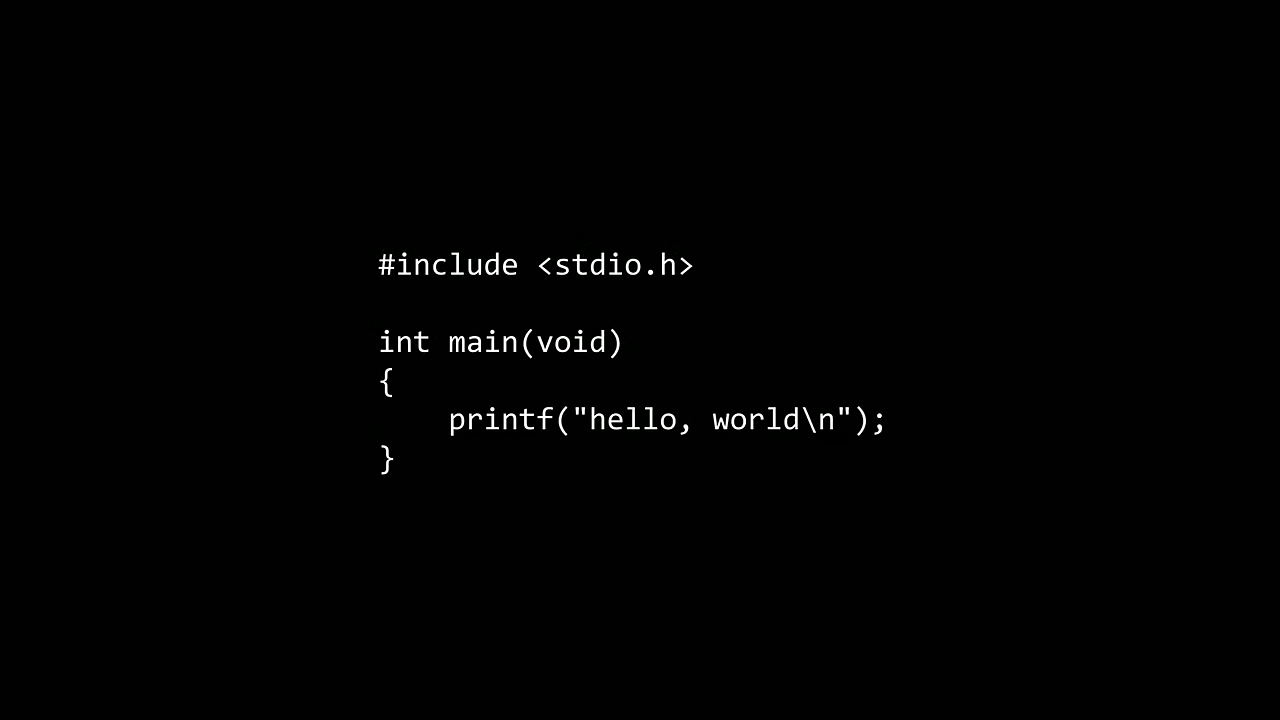 #include <stdio.h>

int main(void)
{
    printf("hello, world\n");
}